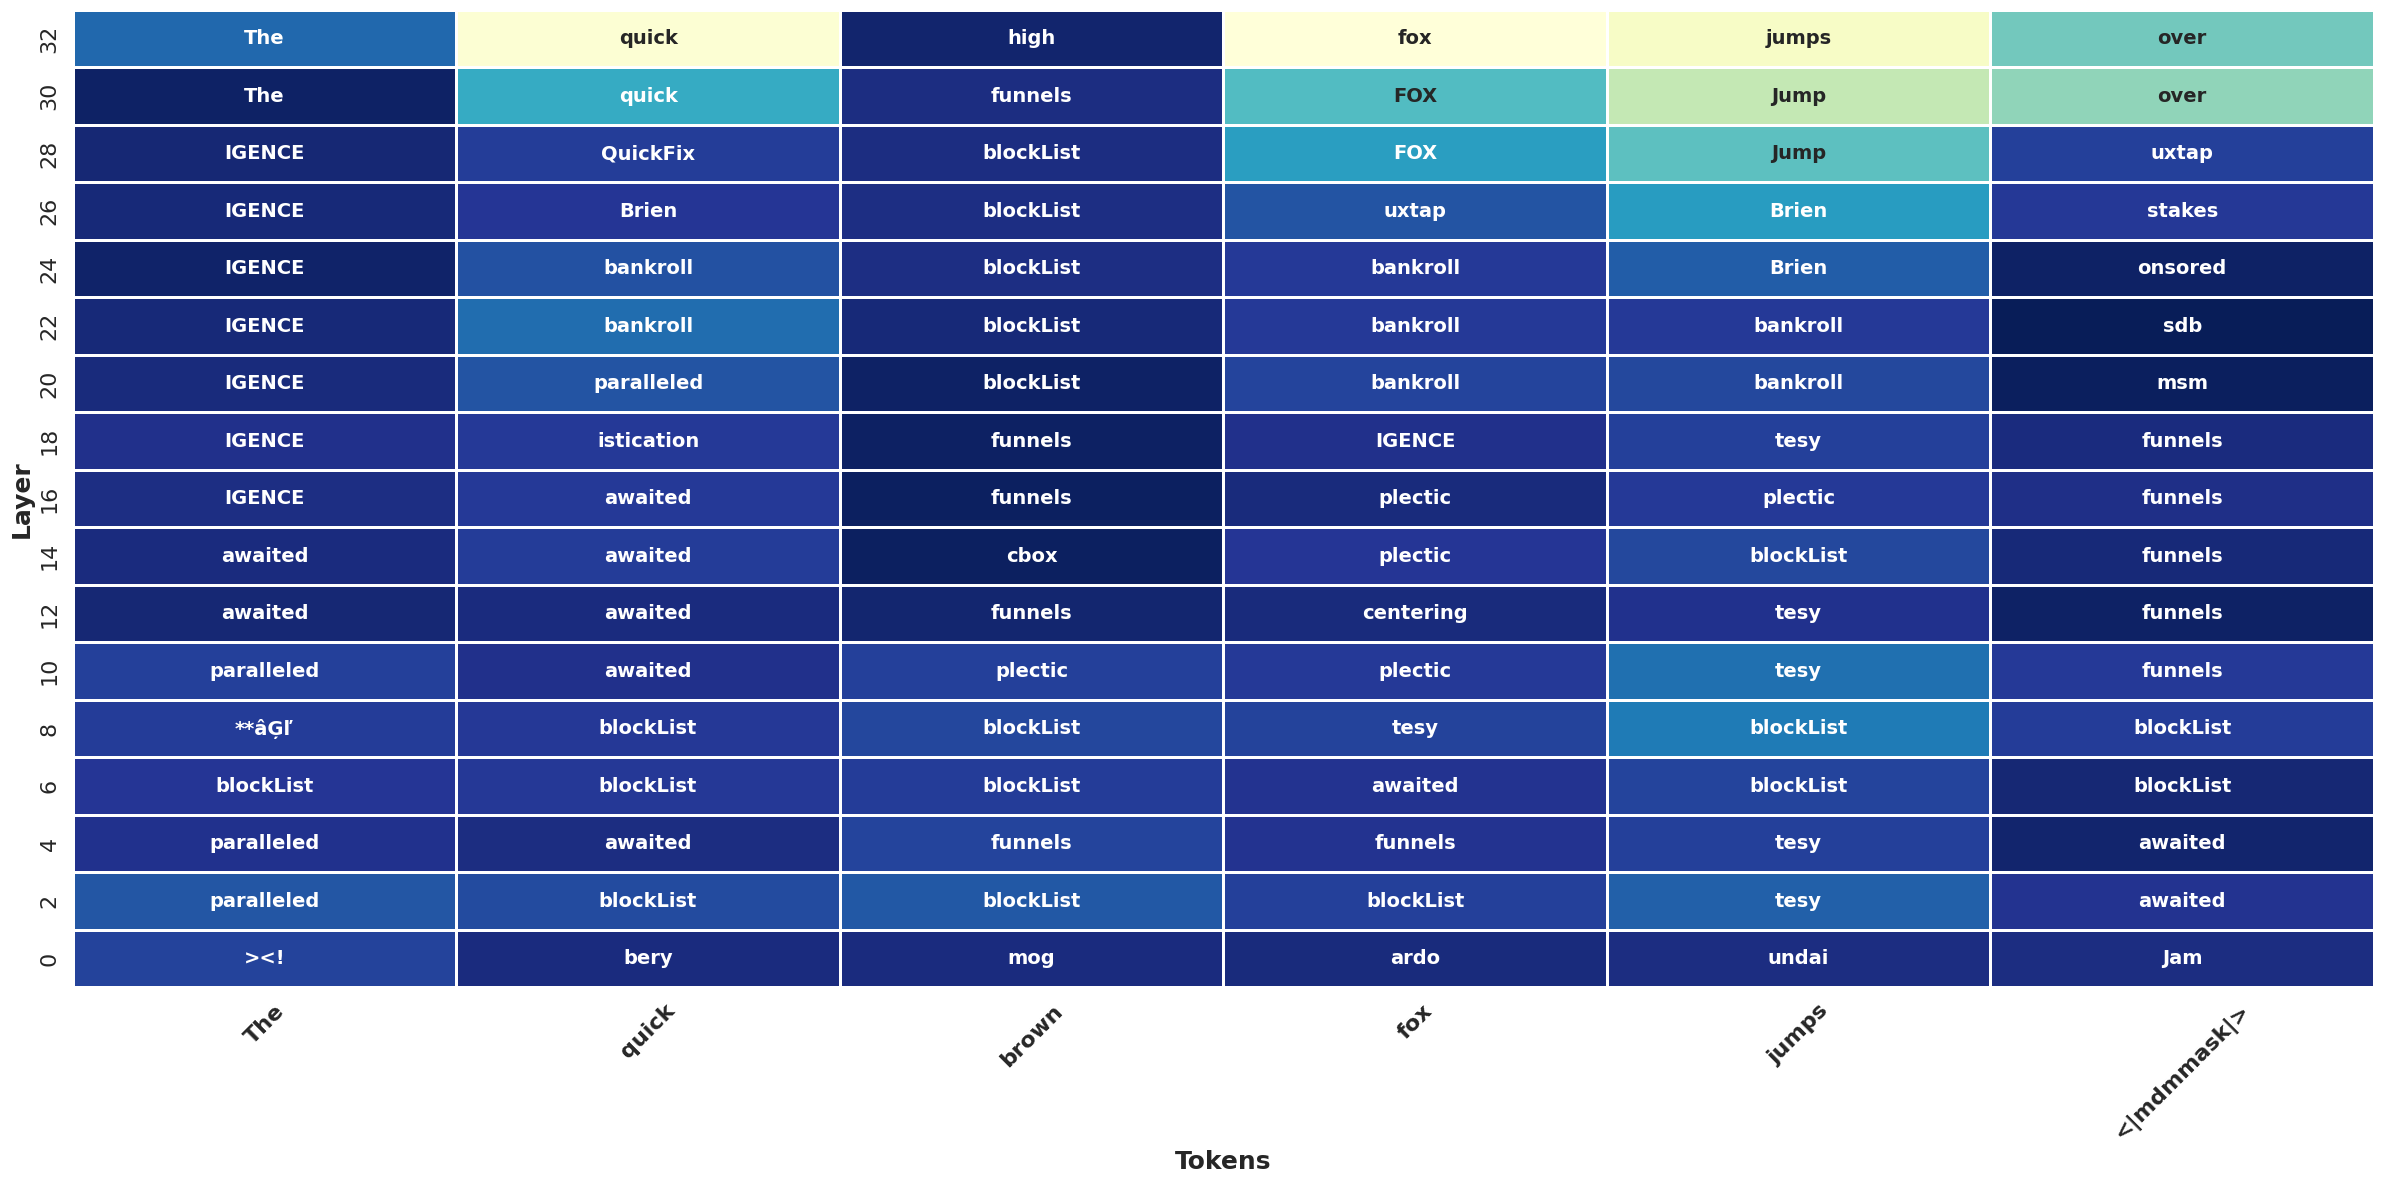 32 The quick high fox jumps over
30 The quick funnels FOX Jump over
28 IGENCE QuickFix blockList FOX Jump uxtap
26 IGENCE Brien blockList uxtap Brien stakes
24 IGENCE bankroll blockList bankroll Brien onsored
22 IGENCE bankroll blockList bankroll bankroll sdb
20 IGENCE paralleled blockList bankroll bankroll msm
18 IGENCE istication funnels IGENCE tesy funnels
16 IGENCE awaited funnels plectic plectic funnels
14 awaited awaited cbox plectic blockList funnels
12 awaited awaited funnels centering tesy funnels
10 paralleled awaited plectic plectic tesy funnels
8 **âĢľ blockList blockList tesy blockList blockList
6 blockList blockList blockList awaited blockList blockList
4 paralleled awaited funnels funnels tesy awaited
2 paralleled blockList blockList blockList tesy awaited
0 ><! bery mog ardo undai Jam
Layer
The quick brown fox jumps <|mdmmask|>
Tokens